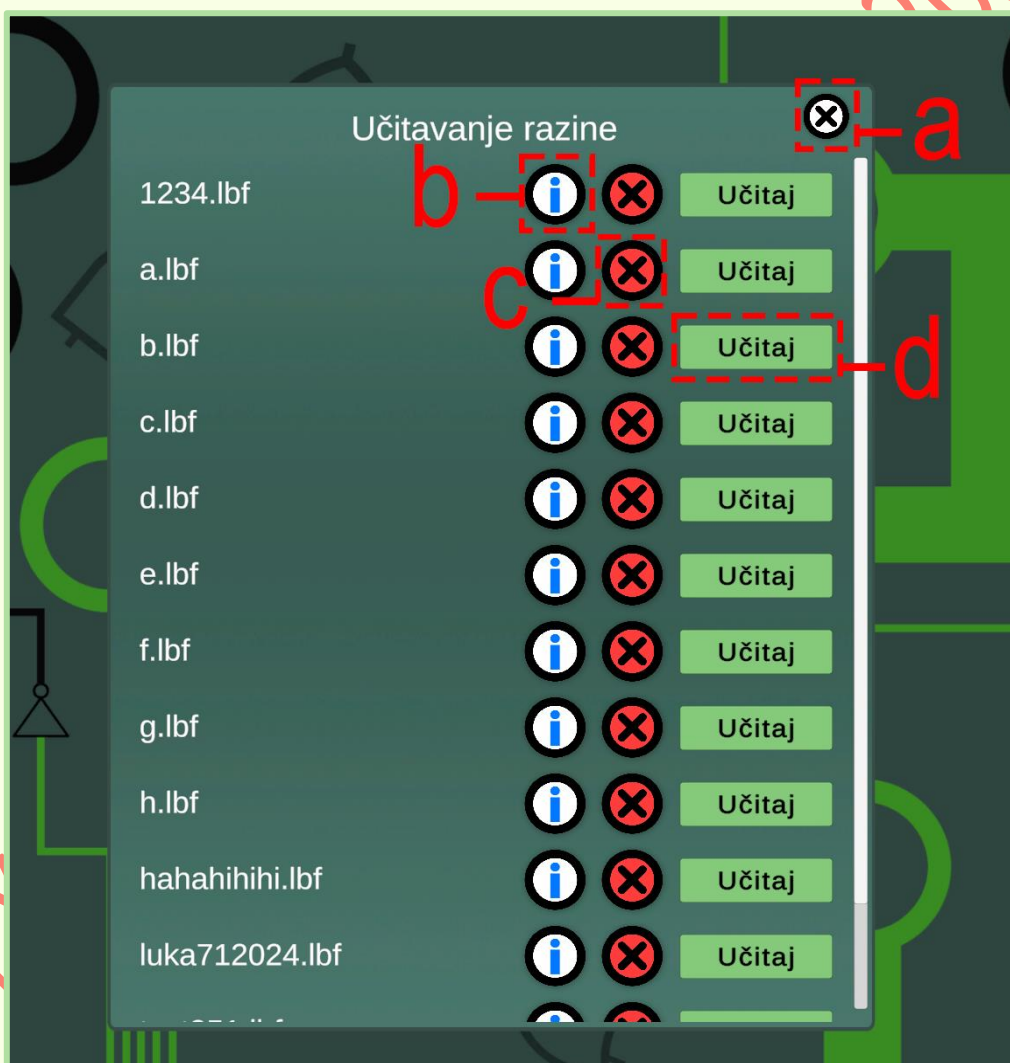 a
Učitavanje razine
1234.lbf b i Učitaj
a.lbf i Učitaj
c
b.lbf i Učitaj d
c.lbf i Učitaj
d.lbf i Učitaj
e.lbf i Učitaj
f.lbf i Učitaj
g.lbf i Učitaj
h.lbf i Učitaj
hahahihihi.lbf i Učitaj
luka712024.lbf i Učitaj